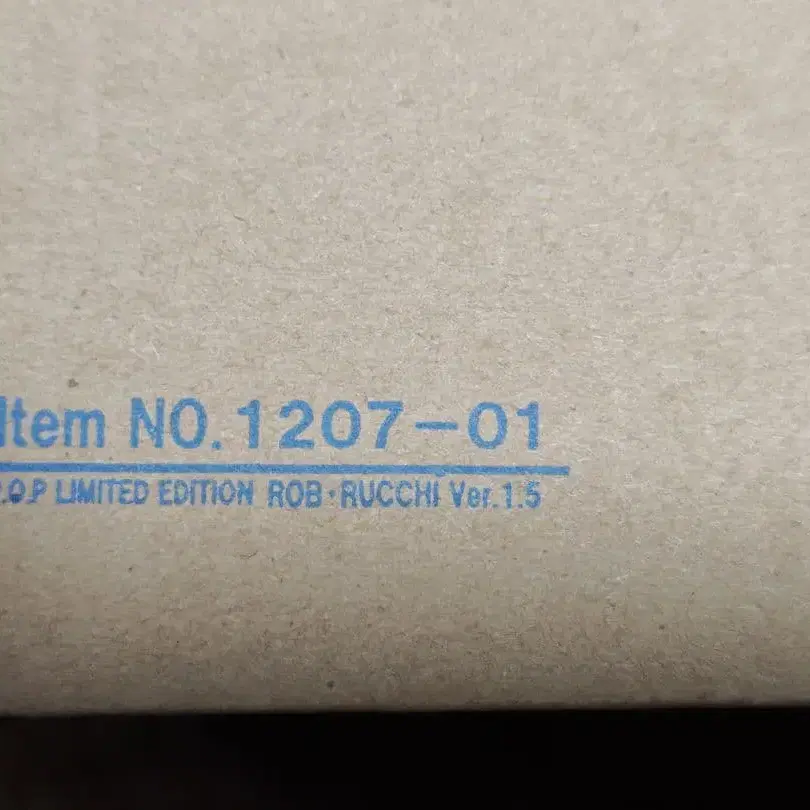 Item NO.1207-01
P.O.P LIMITED EDITION ROB·RUCCHI Ver.1.5